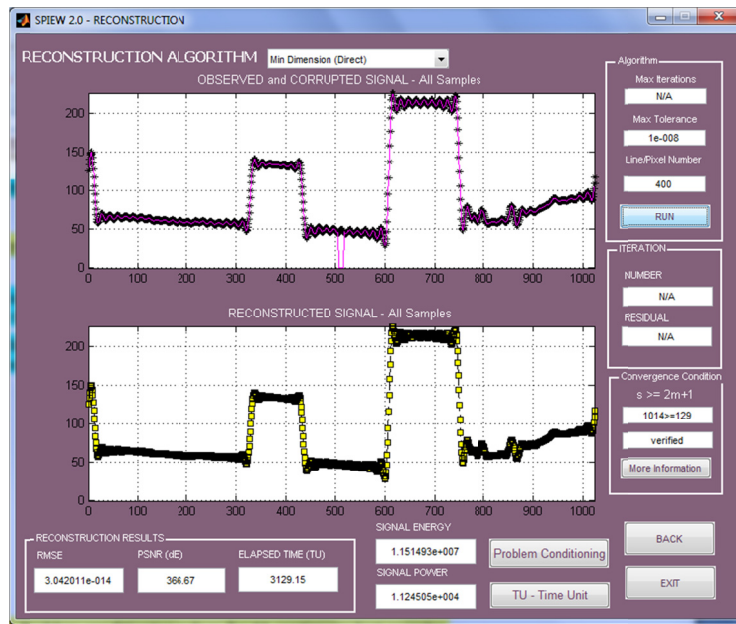 SPIEW 2.0 - RECONSTRUCTION
RECONSTRUCTION ALGORITHM
Min Dimension (Direct)
OBSERVED and CORRUPTED SIGNAL - All Samples
200
150
100
50
0
0 100 200 300 400 500 600 700 800 900 1000
RECONSTRUCTED SIGNAL - All Samples
200
150
100
50
0
0 100 200 300 400 500 600 700 800 900 1000
Algorithm
Max Iterations
N/A
Max Tolerance
1e-008
Line/Pixel Number
400
RUN
ITERATION
NUMBER
N/A
RESIDUAL
N/A
Convergence Condition
s >= 2m+1
1014>=129
verified
More Information
RECONSTRUCTION RESULTS
RMSE
3.042011e-014
PSNR (dE)
366.67
ELAPSED TIME (TU)
3129.15
SIGNAL ENERGY
1.151493e+007
SIGNAL POWER
1.124505e+004
Problem Conditioning
TU - Time Unit
BACK
EXIT